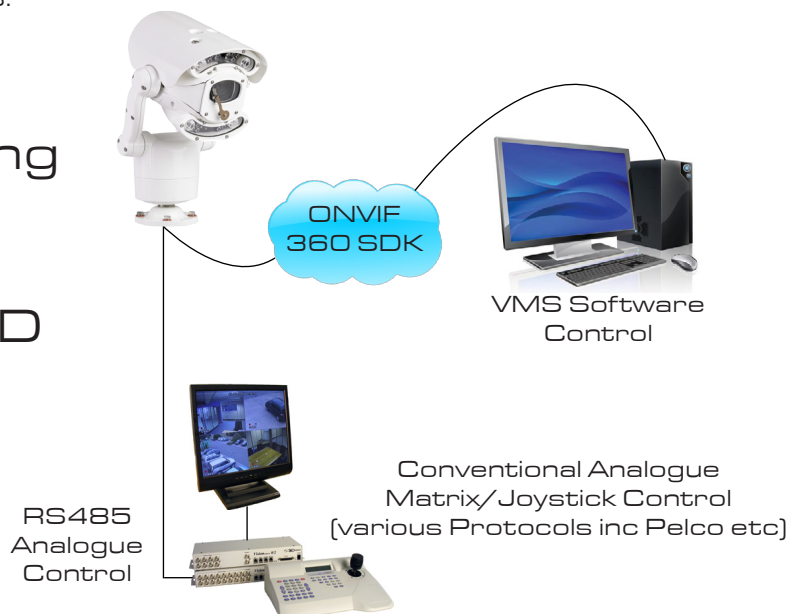 s.
ng
D
ONVIF
360 SDK
VMS Software
Control
Conventional Analogue
Matrix/Joystick Control
(various Protocols inc Pelco etc)
RS485
Analogue
Control